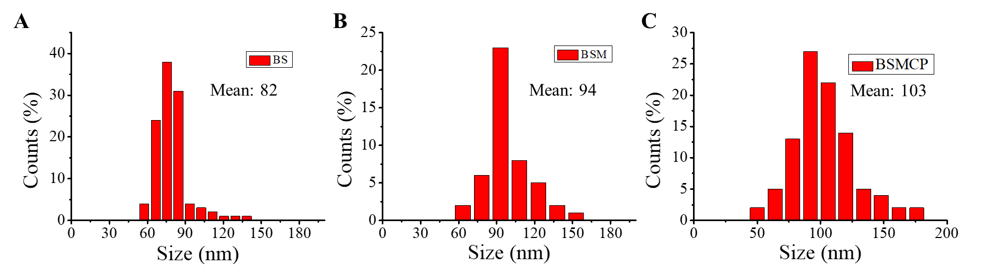 A
Counts (%)
40
30
20
10
0
BS
Mean: 82
0 30 60 90 120 150 180
Size (nm)
B
Counts (%)
25
20
15
10
5
0
BSM
Mean: 94
0 30 60 90 120 150 180
Size (nm)
C
Counts (%)
30
25
20
15
10
5
0
BSMCP
Mean: 103
0 50 100 150 200
Size (nm)